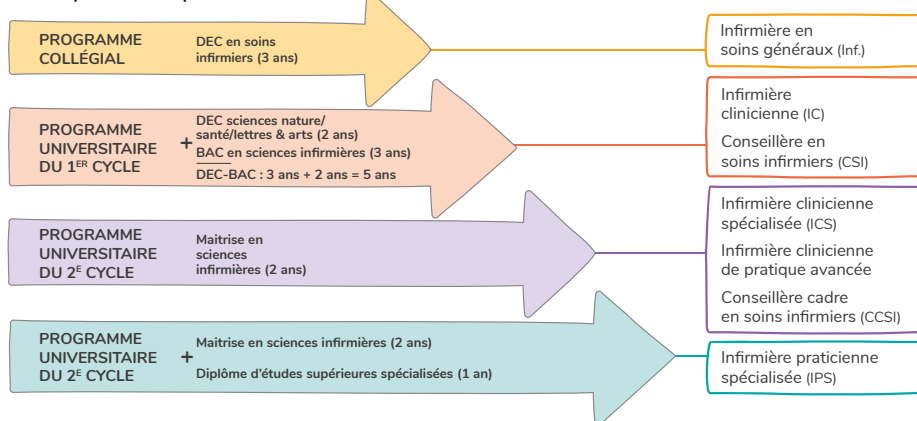 PROGRAMME
COLLÉGIAL
DEC en soins
infirmiers (3 ans)
Infirmière en
soins généraux (Inf.)
PROGRAMME
UNIVERSITAIRE
DU 1ER CYCLE
+
DEC sciences nature/
santé/lettres & arts (2 ans)
BAC en sciences infirmières (3 ans)
DEC-BAC : 3 ans + 2 ans = 5 ans
Infirmière
clinicienne (IC)
Conseillère en
soins infirmiers (CSI)
PROGRAMME
UNIVERSITAIRE
DU 2E CYCLE
Maitrise en
sciences
infirmières (2 ans)
Infirmière clinicienne
spécialisée (ICS)
Infirmière clinicienne
de pratique avancée
Conseillère cadre
en soins infirmiers (CCSI)
PROGRAMME
UNIVERSITAIRE
DU 2E CYCLE
+
Maitrise en sciences infirmières (2 ans)
Diplôme d'études supérieures spécialisées (1 an)
Infirmière praticienne
spécialisée (IPS)